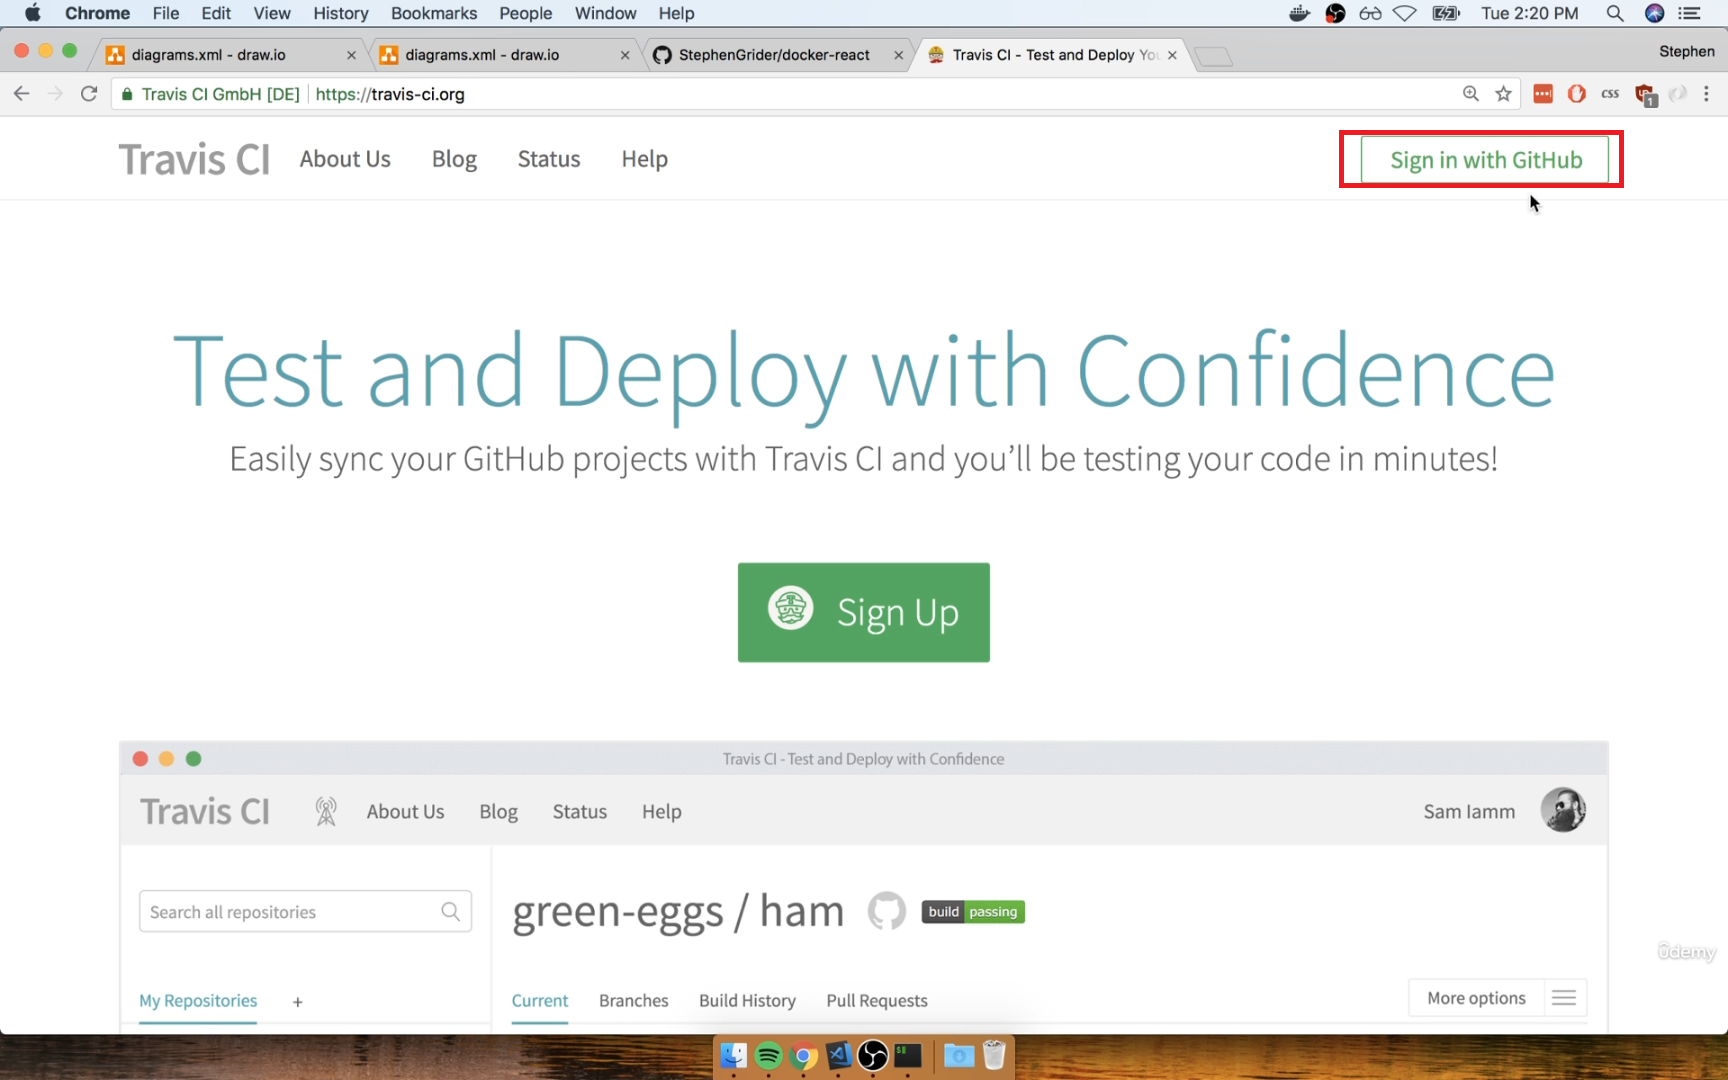 Chrome File Edit View History Bookmarks People Window Help Tue 2:20 PM
diagrams.xml - draw.io diagrams.xml - draw.io StephenGrider/docker-react Travis CI - Test and Deploy Yo Stephen
Travis CI GmbH [DE] https://travis-ci.org css 1
Travis CI About Us Blog Status Help Sign in with GitHub
Test and Deploy with Confidence
Easily sync your GitHub projects with Travis CI and you’ll be testing your code in minutes!
Sign Up
Travis CI - Test and Deploy with Confidence
Travis CI About Us Blog Status Help Sam Iamm
Search all repositories green-eggs / ham build passing
udemy
My Repositories + Current Branches Build History Pull Requests More options